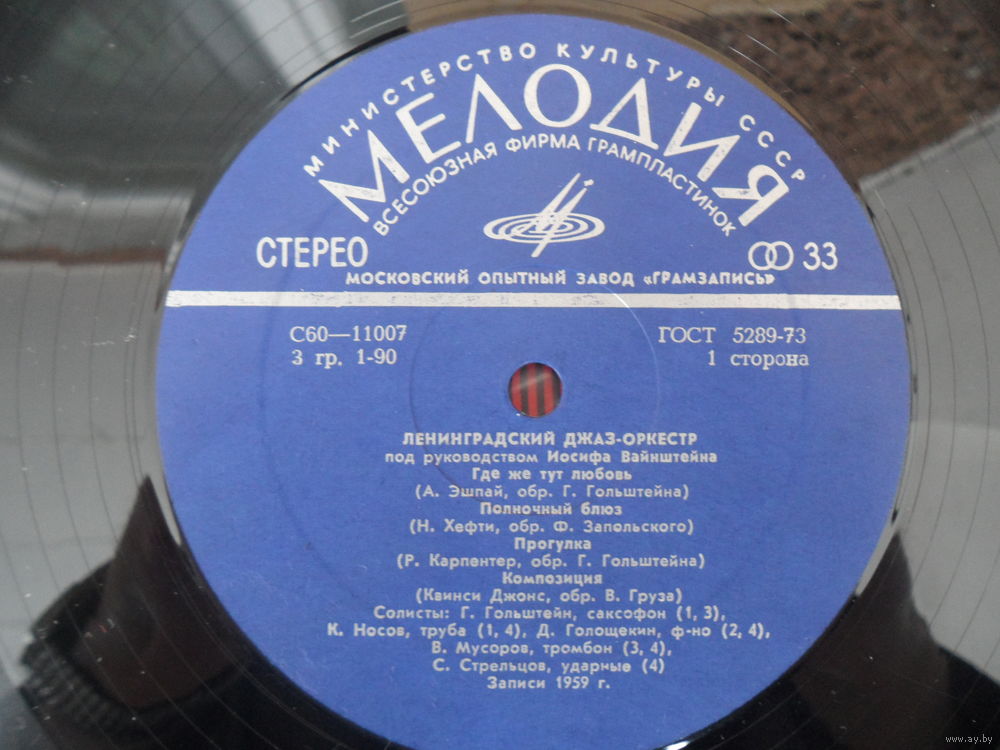 МИНИСТЕРСТВО КУЛЬТУРЫ СССР
МЕЛОДИЯ
ВСЕСОЮЗНАЯ ФИРМА ГРАМПЛАСТИНОК
СТЕРЕО
33
МОСКОВСКИЙ ОПЫТНЫЙ ЗАВОД «ГРАМЗАПИСЬ»
С60—11007
ГОСТ 5289-73
3 гр. 1-90
1 сторона
ЛЕНИНГРАДСКИЙ ДЖАЗ-ОРКЕСТР
под руководством Иосифа Вайнштейна
Где же тут любовь
(А. Эшпай, обр. Г. Гольштейна)
Полночный блюз
(Н. Хефти, обр. Ф. Запольского)
Прогулка
(Р. Карпентер, обр. Г. Гольштейна)
Композиция
(Квинси Джонс, обр. В. Груза)
Солисты: Г. Гольштейн, саксофон (1, 3),
К. Носов, труба (1, 4), Д. Голощекин, ф-но (2, 4),
В. Мусоров, тромбон (3, 4),
С. Стрельцов, ударные (4)
Записи 1959 г.
www.ay.by